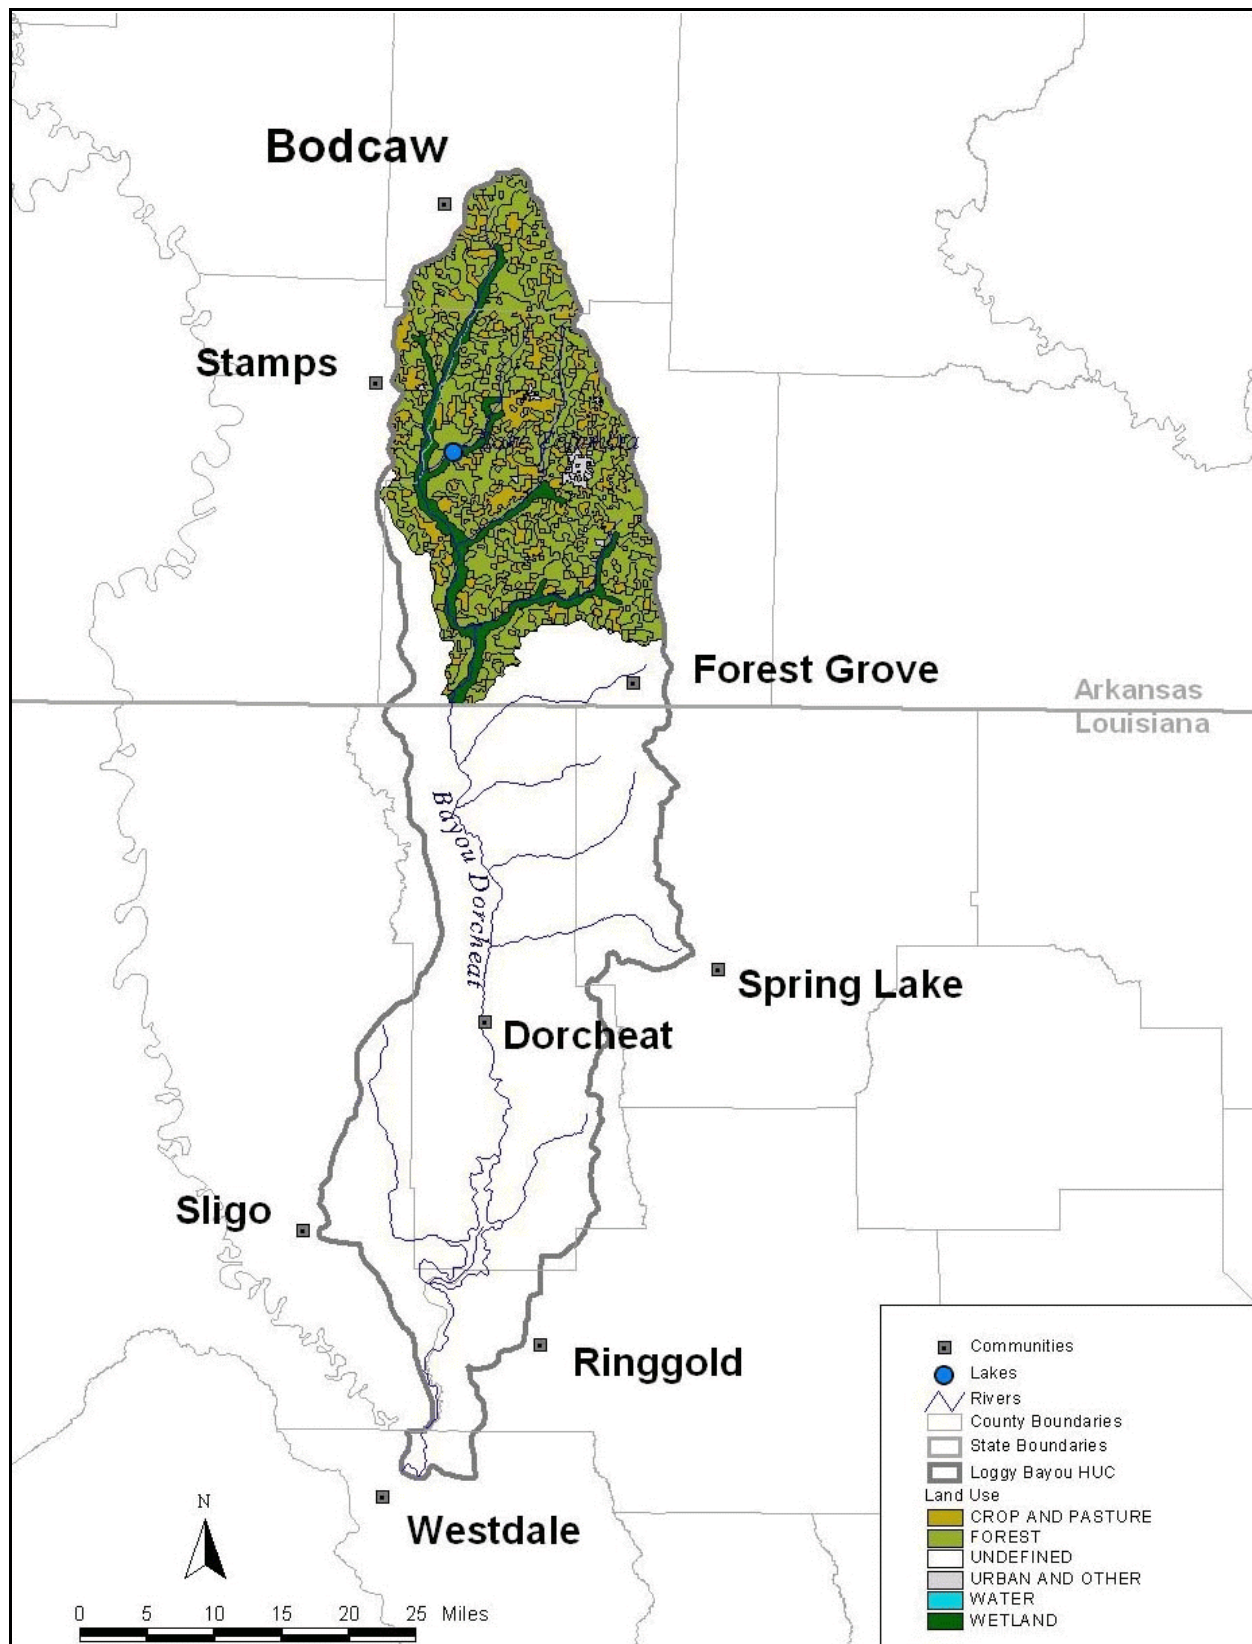 Bodcaw
Stamps
Forest Grove
Arkansas
Louisiana
Bayou Dorcheat
Spring Lake
Dorcheat
Sligo
Ringgold
Westdale
N
0 5 10 15 20 25 Miles
Communities
Lakes
Rivers
County Boundaries
State Boundaries
Loggy Bayou HUC
Land Use
CROP AND PASTURE
FOREST
UNDEFINED
URBAN AND OTHER
WATER
WETLAND